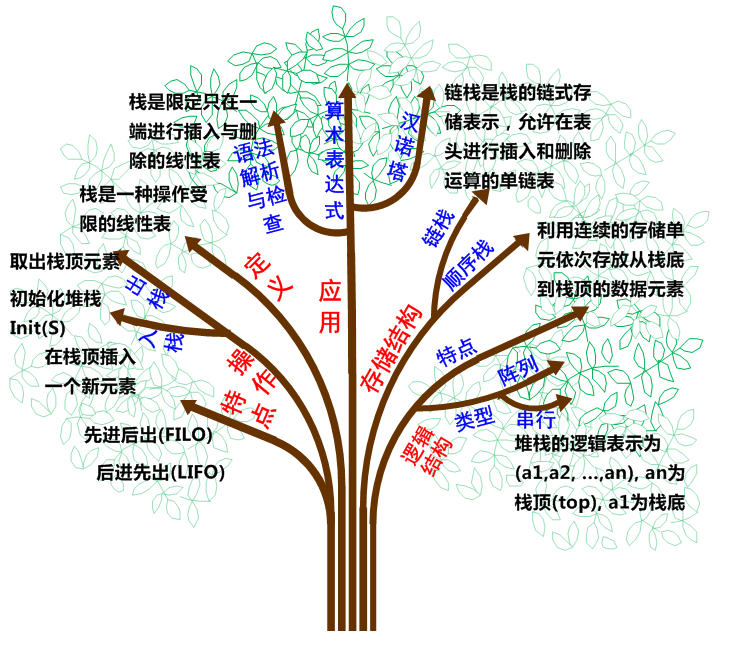 栈是限定只在一
端进行插入与删
除的线性表
语法
解析
与检
查
算
术
表
达
式
汉
诺
塔
链栈是栈的链式存
储表示，允许在表
头进行插入和删除
运算的单链表
栈是一种操作受
限的线性表
链栈
顺序栈
利用连续的存储单
元依次存放从栈底
到栈顶的数据元素
取出栈顶元素
出栈
定义
应
用
存储结构
初始化堆栈
Init(S)
入栈
在栈顶插入
一个新元素
操作
特点
特点
阵列
类型
串行
逻辑
结构
先进后出(FILO)
后进先出(LIFO)
堆栈的逻辑表示为
(a1,a2, ...,an), an为
栈顶(top), a1为栈底